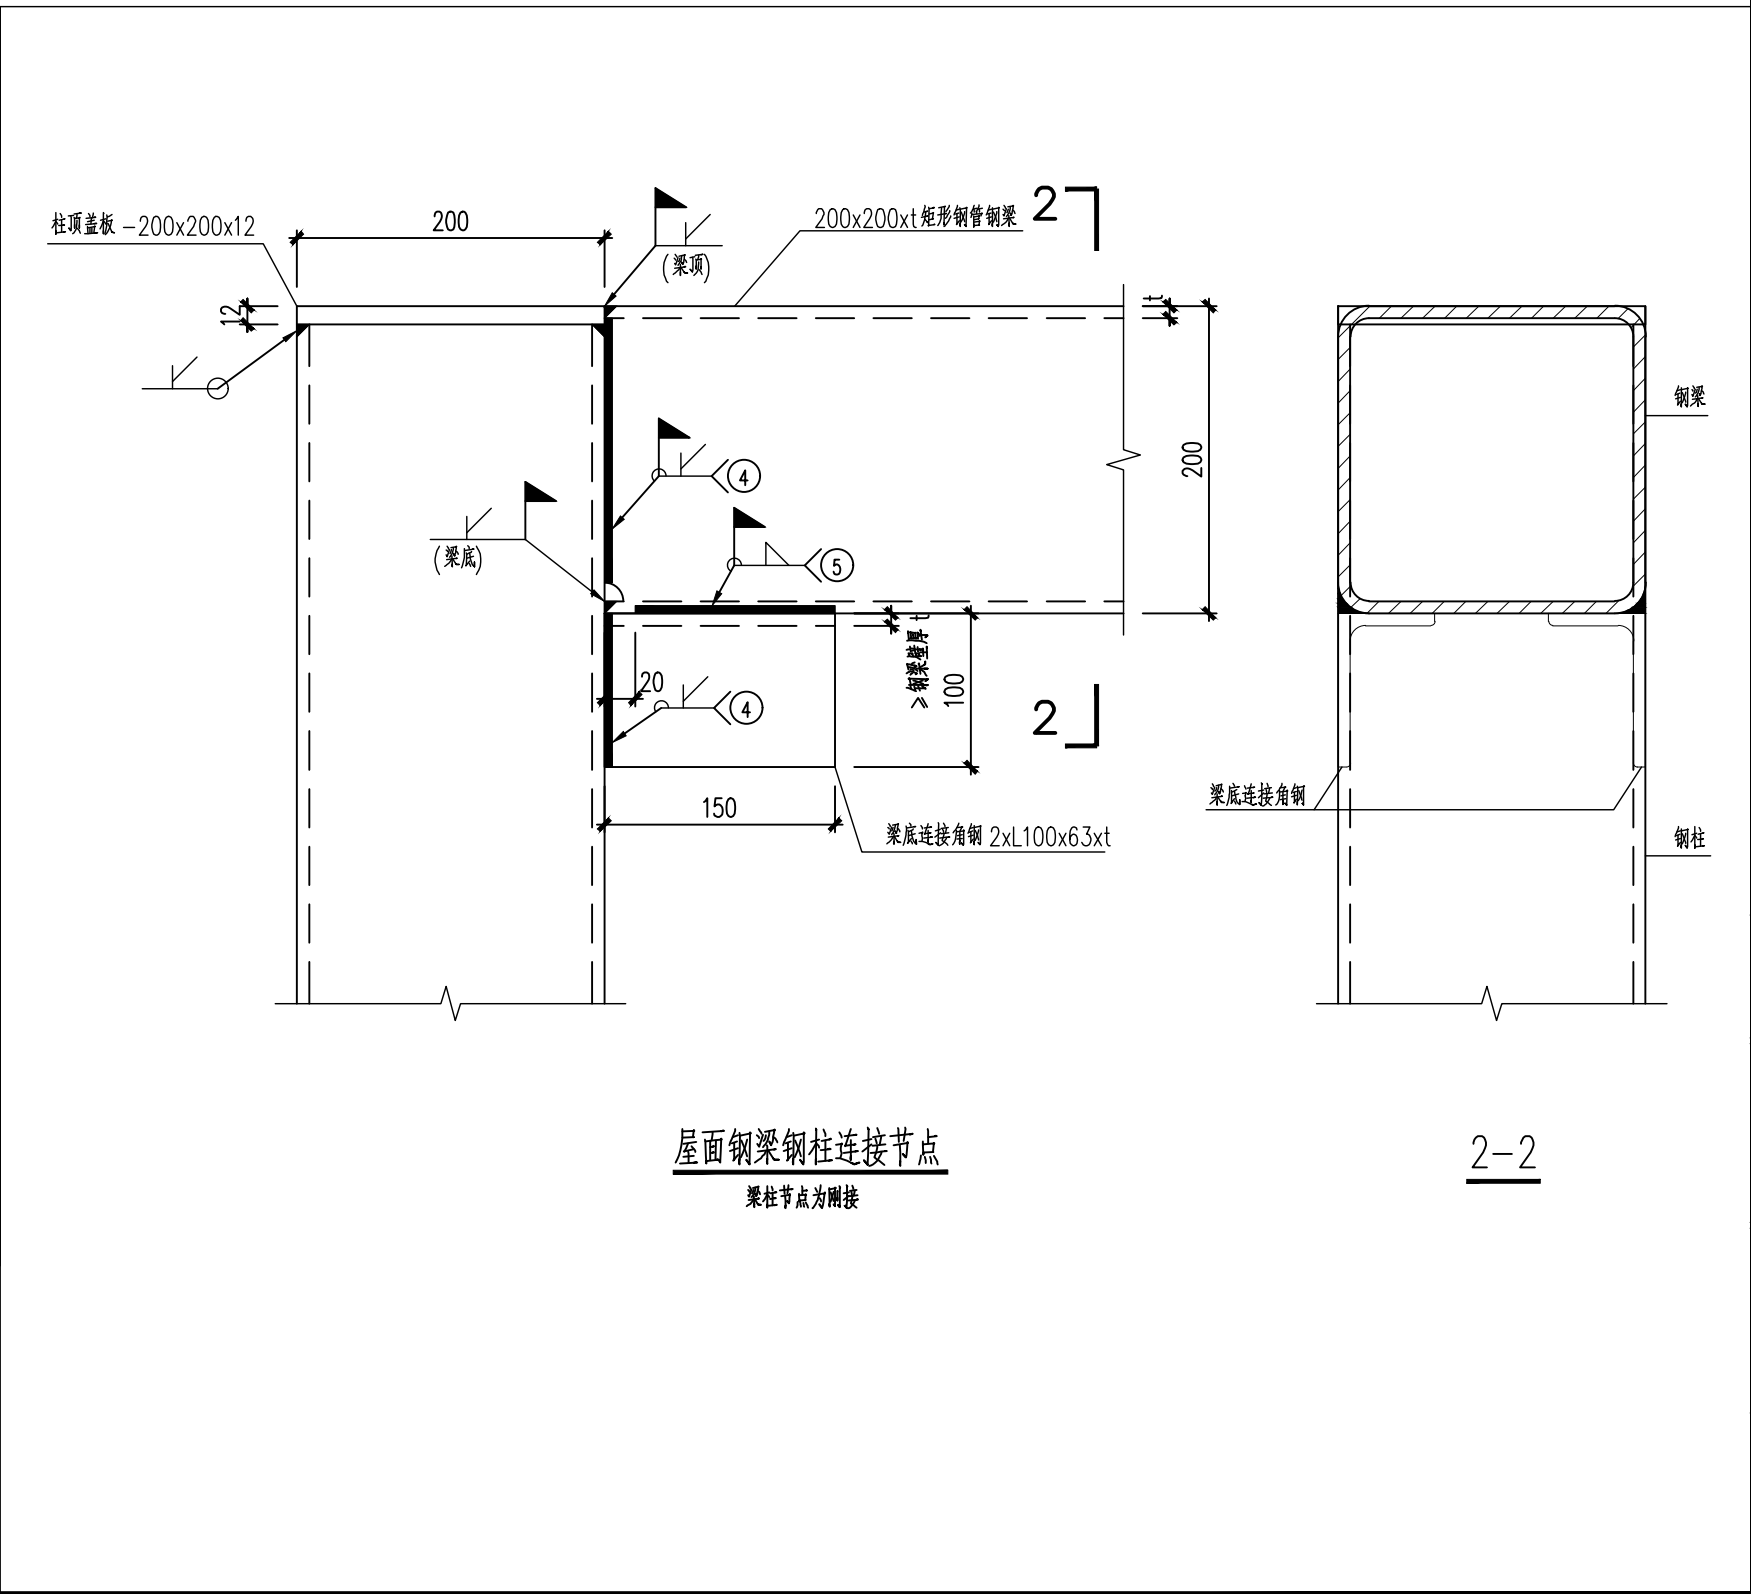 柱顶盖板 -200x200x12
200
(梁顶)
200x200xt 矩形钢管钢梁
2
12
t
钢梁
200
4
(梁底)
5
t
≥钢梁壁厚
20
100
4
2
梁底连接角钢
150
梁底连接角钢 2xL100x63xt
钢柱
屋面钢梁钢柱连接节点
梁柱节点为刚接
2-2